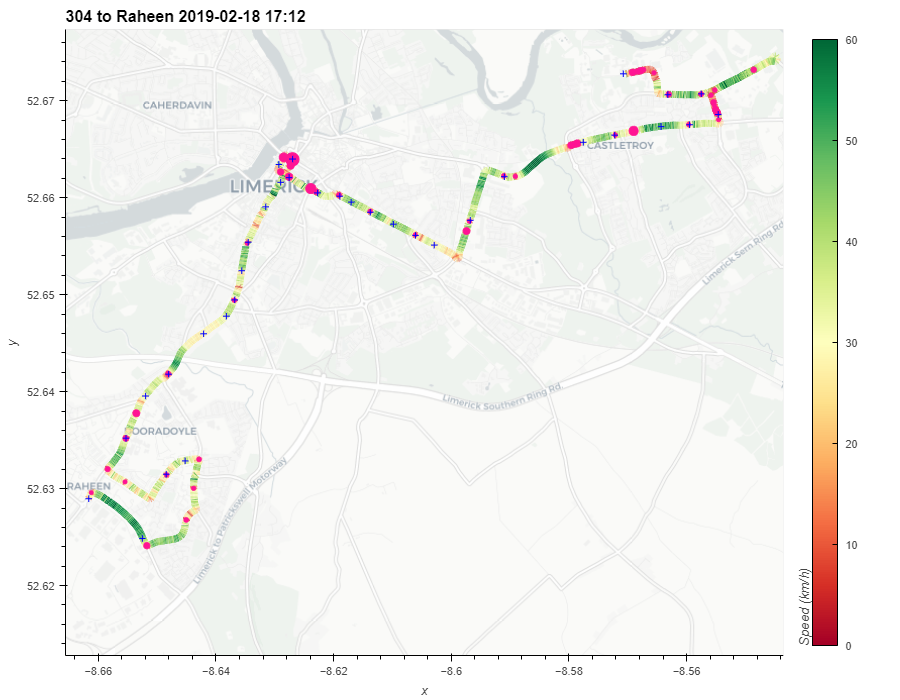 304 to Raheen 2019-02-18 17:12
60
52.67
CAHERDAVIN
50
CASTLETROY
LIMERICK
52.66
40
Limerick Sern Ring Rd.
52.65
y
30
52.64
Limerick Southern Ring Rd.
20
DOORADOYLE
52.63
RAHEEN
Limerick to Patrickswell Motorway
10
52.62
Speed (km/h)
0
−8.66
−8.64
−8.62
−8.6
−8.58
−8.56
x